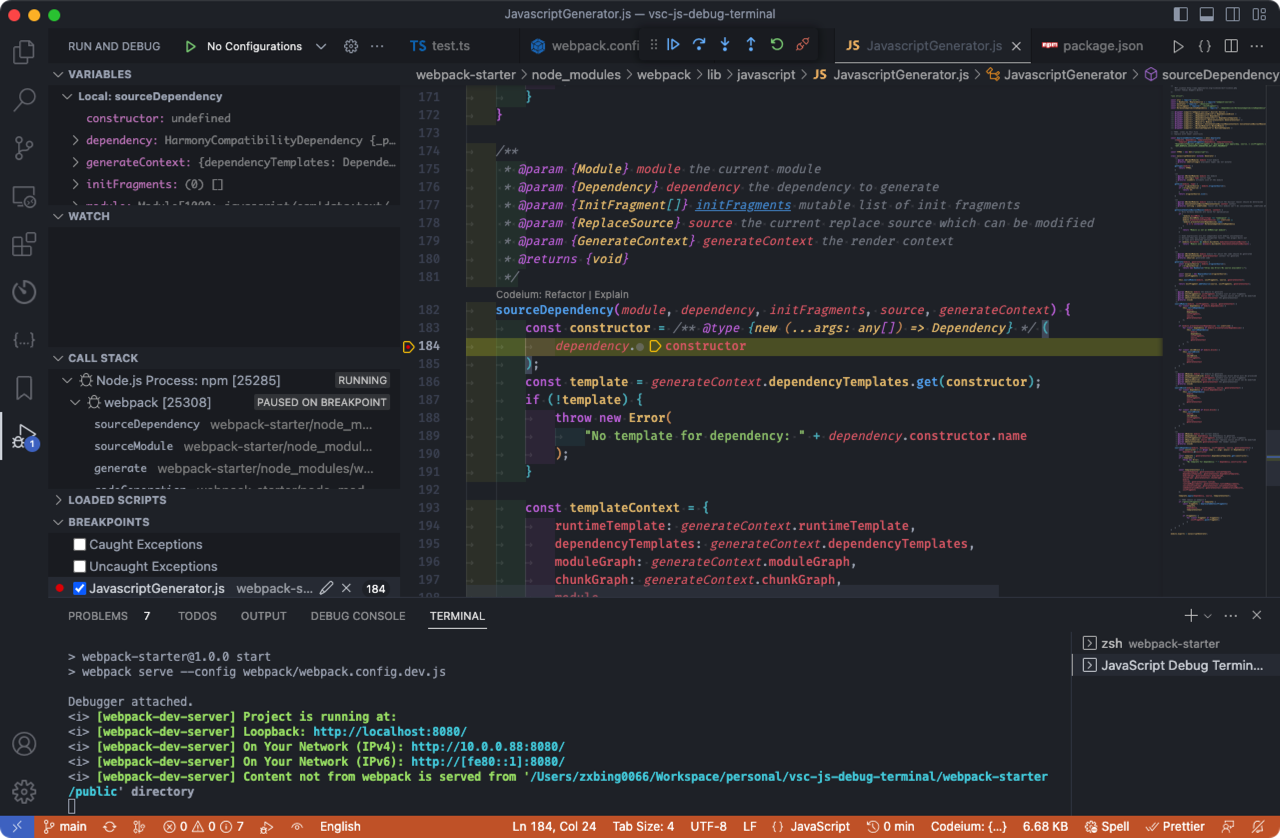 JavascriptGenerator.js — vsc-js-debug-terminal
RUN AND DEBUG
No Configurations
TS test.ts
webpack.confi
JS JavascriptGenerator.js
npm package.json
webpack-starter > node_modules > webpack > lib > javascript > JS JavascriptGenerator.js > JavascriptGenerator > sourceDependency
VARIABLES
Local: sourceDependency
constructor: undefined
dependency: HarmonyCompatibilityDependency {_p…
generateContext: {dependencyTemplates: Depende…
initFragments: (0) []
WATCH
CALL STACK
Node.js Process: npm [25285] RUNNING
webpack [25308] PAUSED ON BREAKPOINT
sourceDependency webpack-starter/node_m...
sourceModule webpack-starter/node_modul...
generate webpack-starter/node_modules/w...
LOADED SCRIPTS
BREAKPOINTS
Caught Exceptions
Uncaught Exceptions
JavascriptGenerator.js webpack-s... 184
171 }
172 }
173
174 /**
175 * @param {Module} module the current module
176 * @param {Dependency} dependency the dependency to generate
177 * @param {InitFragment[]} initFragments mutable list of init fragments
178 * @param {ReplaceSource} source the current replace source which can be modified
179 * @param {GenerateContext} generateContext the render context
180 * @returns {void}
181 */
Codeium: Refactor | Explain
182 sourceDependency(module, dependency, initFragments, source, generateContext) {
183 const constructor = /** @type {new (...args: any[]) => Dependency} */ (
184 dependency.constructor
185 );
186 const template = generateContext.dependencyTemplates.get(constructor);
187 if (!template) {
188 throw new Error(
189 "No template for dependency: " + dependency.constructor.name
190 );
191 }
192
193 const templateContext = {
194 runtimeTemplate: generateContext.runtimeTemplate,
195 dependencyTemplates: generateContext.dependencyTemplates,
196 moduleGraph: generateContext.moduleGraph,
197 chunkGraph: generateContext.chunkGraph,
198 module
PROBLEMS 7 TODOS OUTPUT DEBUG CONSOLE TERMINAL
> webpack-starter@1.0.0 start
> webpack serve --config webpack/webpack.config.dev.js
Debugger attached.
<i> [webpack-dev-server] Project is running at:
<i> [webpack-dev-server] Loopback: http://localhost:8080/
<i> [webpack-dev-server] On Your Network (IPv4): http://10.0.0.88:8080/
<i> [webpack-dev-server] On Your Network (IPv6): http://[fe80::1]:8080/
<i> [webpack-dev-server] Content not from webpack is served from '/Users/zxbing0066/Workspace/personal/vsc-js-debug-terminal/webpack-starter
/public' directory
zsh webpack-starter
JavaScript Debug Termin...
1
main 0 0 7 English Ln 184, Col 24 Tab Size: 4 UTF-8 LF {} JavaScript 0 min Codeium: {...} 6.68 KB Spell Prettier